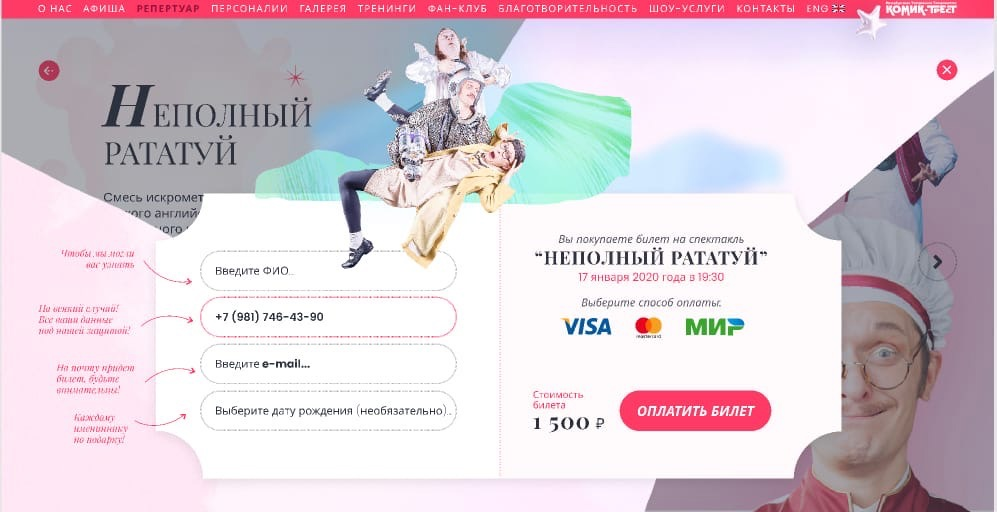 О НАС АФИША РЕПЕРТУАР ПЕРСОНАЛИИ ГАЛЕРЕЯ ТРЕНИНГИ ФАН-КЛУБ БЛАГОТВОРИТЕЛЬНОСТЬ ШОУ-УСЛУГИ КОНТАКТЫ ENG
КОМИК-ТРЕСТ
НЕПОЛНЫЙ
РАТАТУЙ
Смесь искромет
кого англий
ного
Чтобы мы могли
вас узнать
Введите ФИО...
На всякий случай!
Все ваши данные
под нашей защитой!
+7 (981) 746-43-90
На почту придет
билет, будьте
внимательны!
Введите e-mail...
Каждому
имениннику
по подарку!
Выберите дату рождения (необязательно)...
Вы покупаете билет на спектакль
“НЕПОЛНЫЙ РАТАТУЙ”
17 января 2020 года в 19:30
Выберите способ оплаты:
VISA mastercard МИР
Стоимость
билета
1 500 ₽
ОПЛАТИТЬ БИЛЕТ